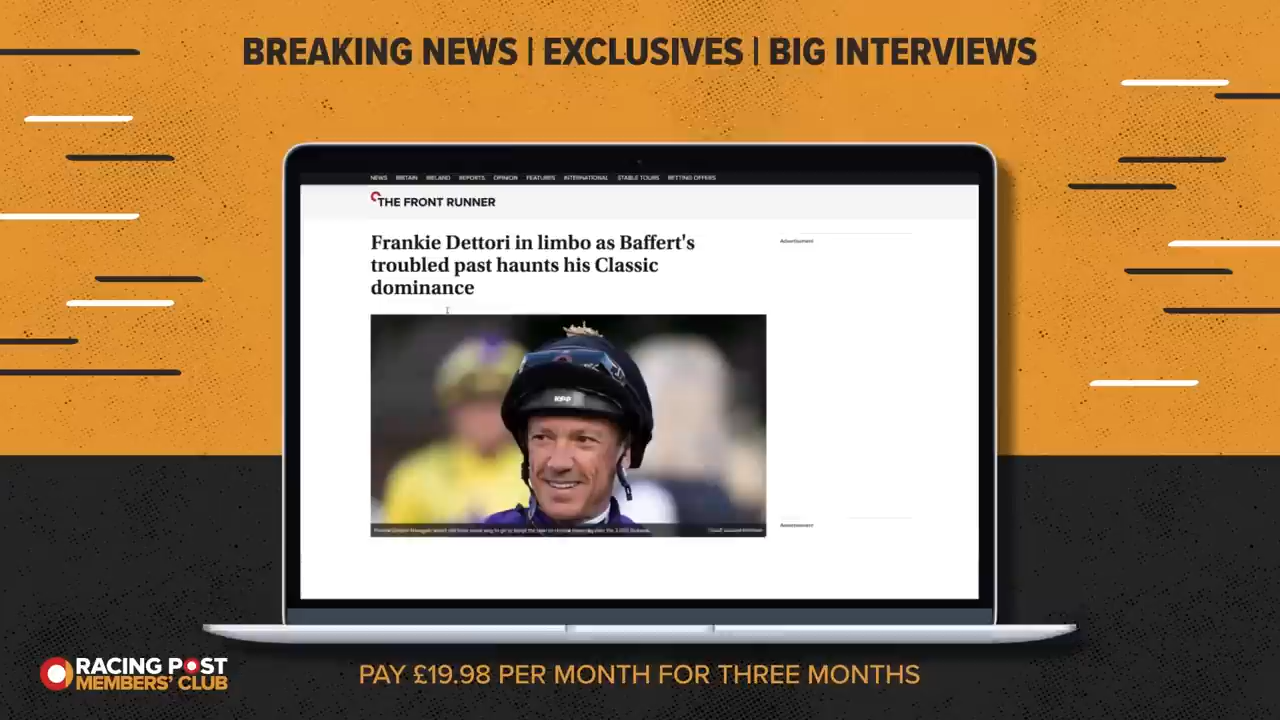 BREAKING NEWS | EXCLUSIVES | BIG INTERVIEWS
NEWS BRITAIN IRELAND REPORTS OPINION FEATURES INTERNATIONAL STABLE TOURS BETTING OFFERS
THE FRONT RUNNER
Frankie Dettori in limbo as Baffert's
troubled past haunts his Classic
dominance
Advertisement
Advertisement
RACING POST
MEMBERS' CLUB
PAY £19.98 PER MONTH FOR THREE MONTHS